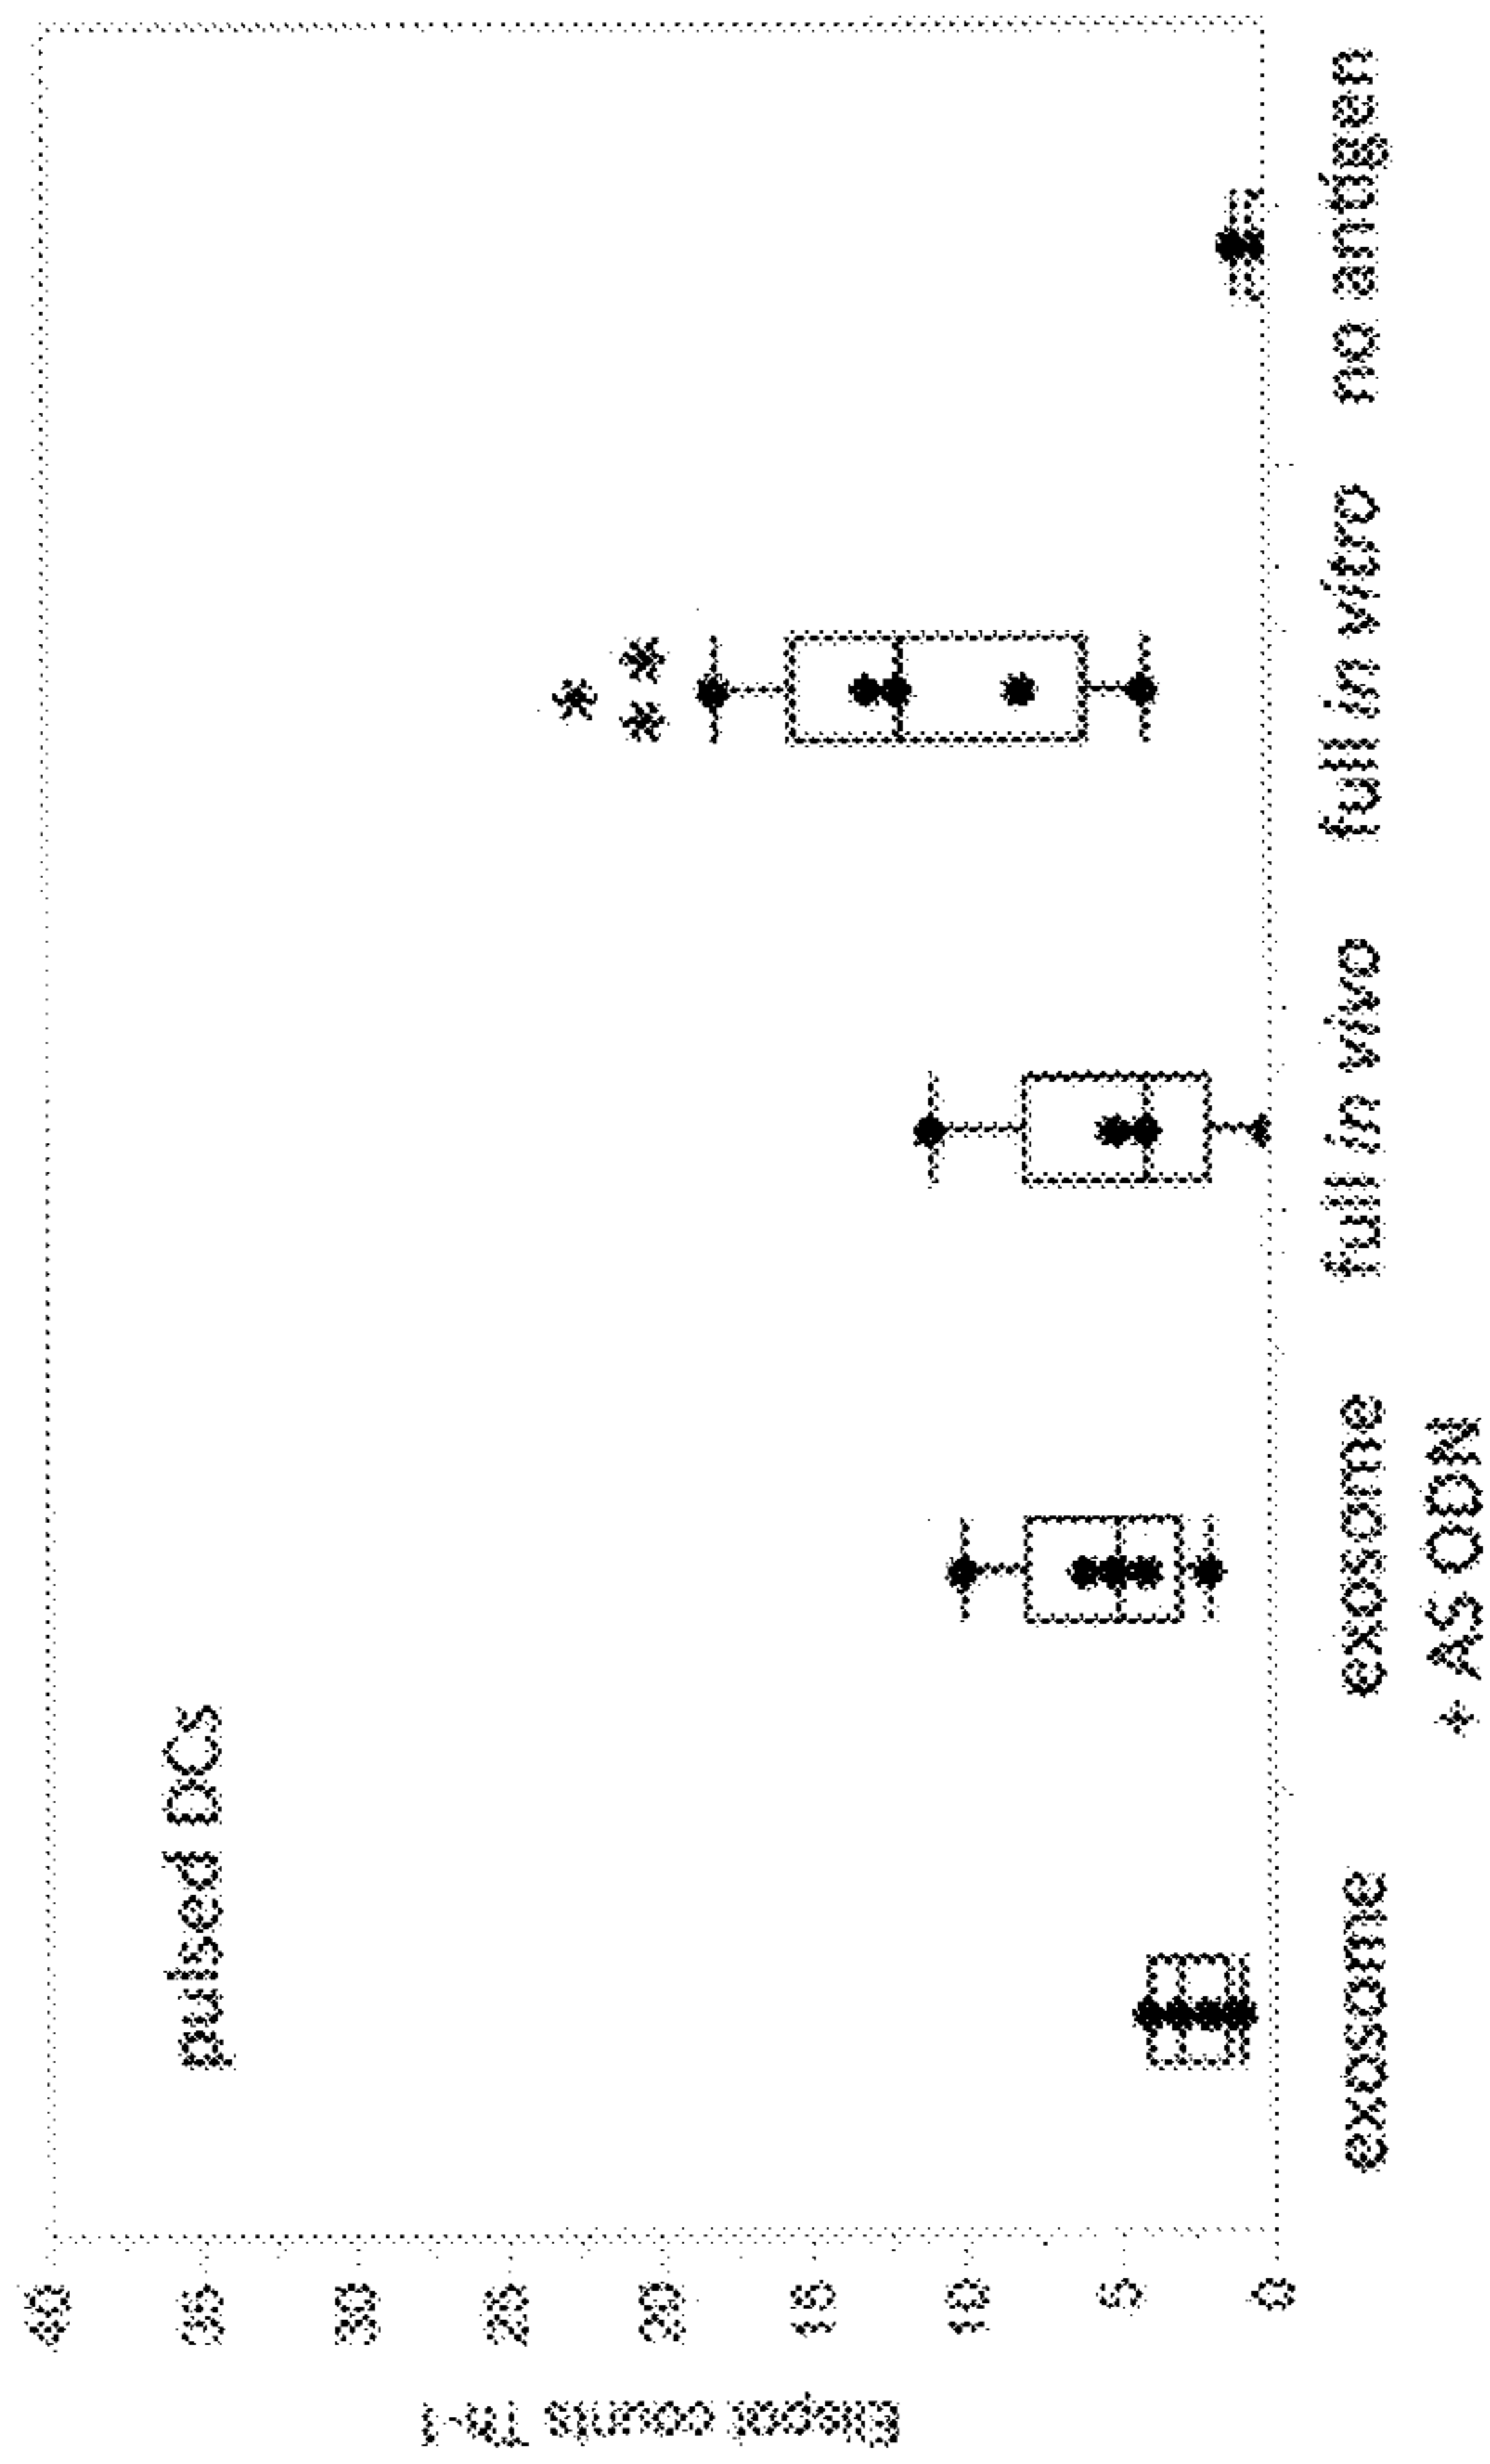 Elispot counts Th-1
40
35
30
25
20
15
10
5
0
pulsed DCs
*
* *
exosome
exosome
+ AS ODN
full in vivo
full in vitro
no antigen